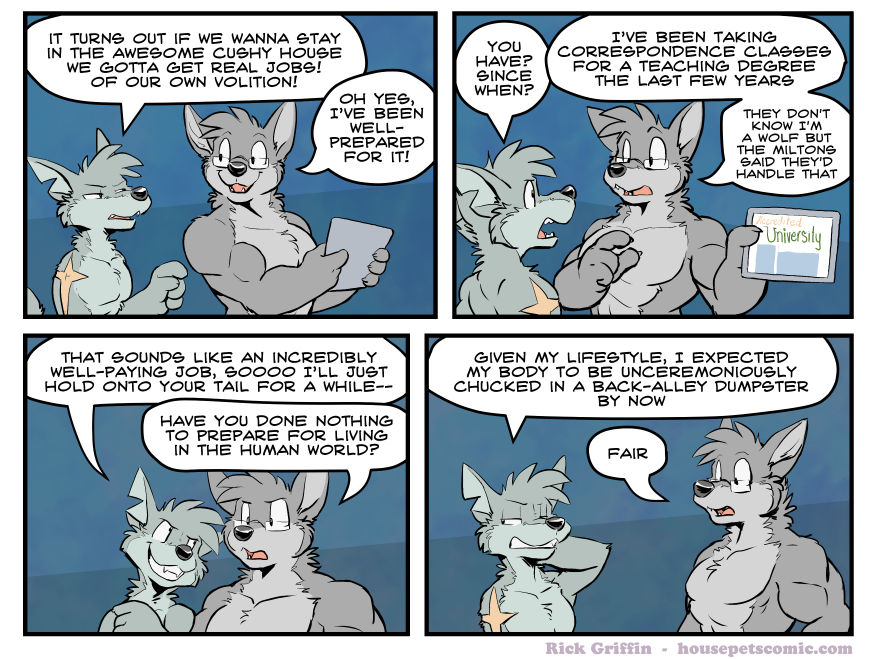 IT TURNS OUT IF WE WANNA STAY
IN THE AWESOME CUSHY HOUSE
WE GOTTA GET REAL JOBS!
OF OUR OWN VOLITION!
OH YES,
I'VE BEEN
WELL-
PREPARED
FOR IT!
YOU
HAVE?
SINCE
WHEN?
I'VE BEEN TAKING
CORRESPONDENCE CLASSES
FOR A TEACHING DEGREE
THE LAST FEW YEARS
THEY DON'T
KNOW I'M
A WOLF BUT
THE MILTONS
SAID THEY'D
HANDLE THAT
Accredited
University
THAT SOUNDS LIKE AN INCREDIBLY
WELL-PAYING JOB, SOOOO I'LL JUST
HOLD ONTO YOUR TAIL FOR A WHILE--
HAVE YOU DONE NOTHING
TO PREPARE FOR LIVING
IN THE HUMAN WORLD?
GIVEN MY LIFESTYLE, I EXPECTED
MY BODY TO BE UNCEREMONIOUSLY
CHUCKED IN A BACK-ALLEY DUMPSTER
BY NOW
FAIR
Rick Griffin - housepetscomic.com